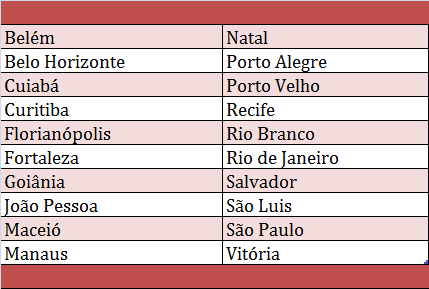 Belém Natal
Belo Horizonte Porto Alegre
Cuiabá Porto Velho
Curitiba Recife
Florianópolis Rio Branco
Fortaleza Rio de Janeiro
Goiânia Salvador
João Pessoa São Luis
Maceió São Paulo
Manaus Vitória